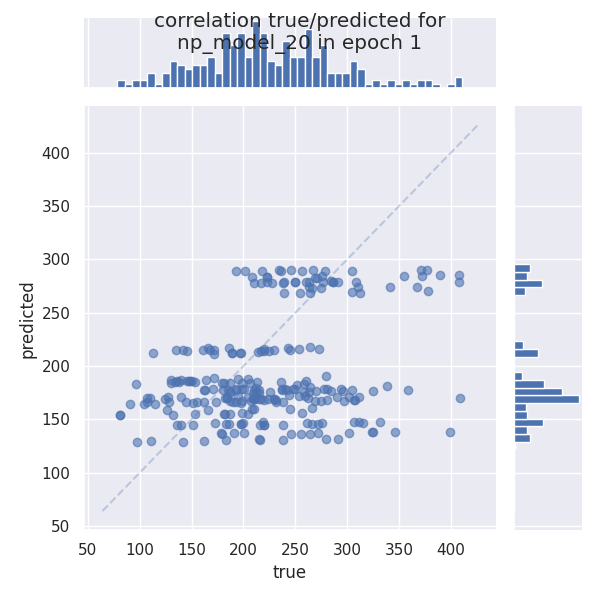 correlation true/predicted for
np_model_20 in epoch 1
predicted
400
350
300
250
200
150
100
50
50 100 150 200 250 300 350 400
true